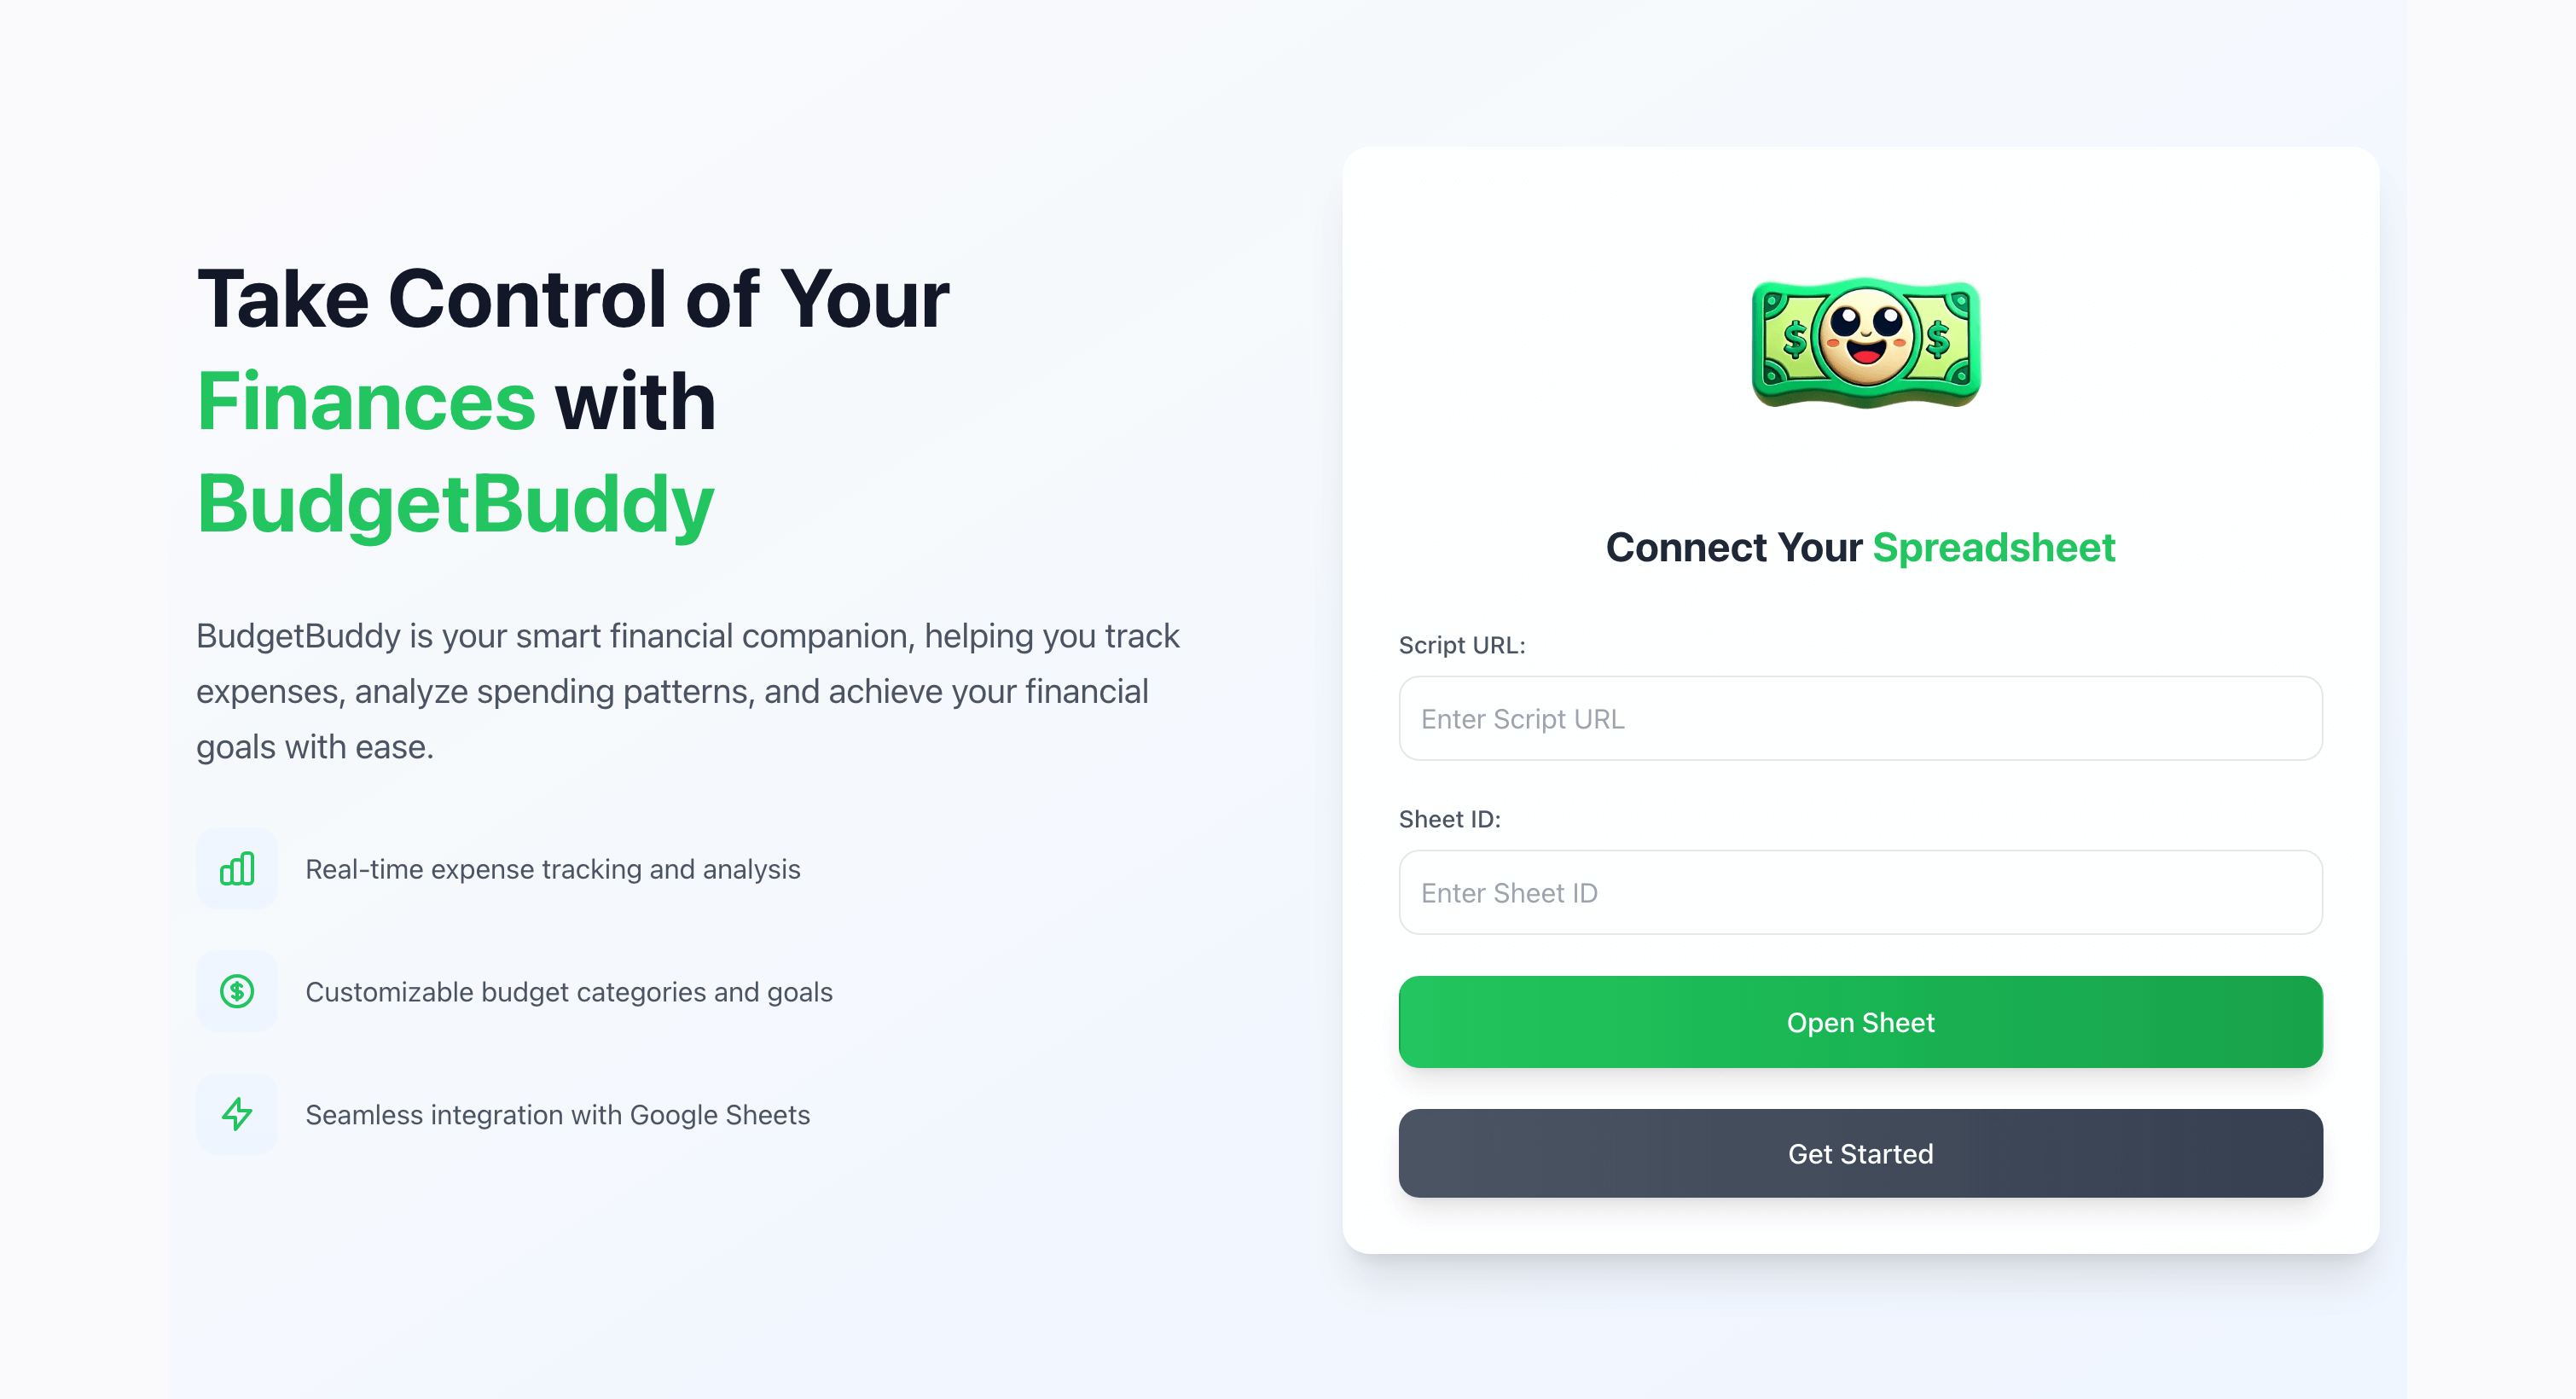 Take Control of Your
Finances with
BudgetBuddy
BudgetBuddy is your smart financial companion, helping you track
expenses, analyze spending patterns, and achieve your financial
goals with ease.
Real-time expense tracking and analysis
Customizable budget categories and goals
Seamless integration with Google Sheets
$ $
Connect Your Spreadsheet
Script URL:
Enter Script URL
Sheet ID:
Enter Sheet ID
Open Sheet
Get Started